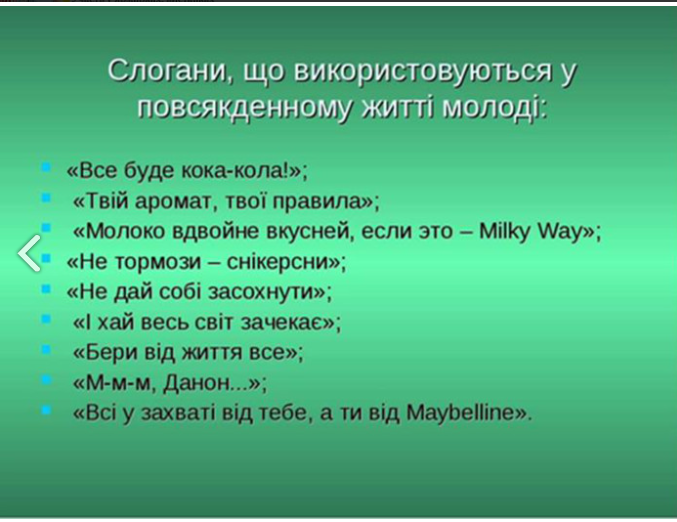 Слогани, що використовуються у
повсякденному житті молоді:
«Все буде кока-кола!»;
«Твій аромат, твої правила»;
«Молоко вдвойне вкусней, если это – Milky Way»;
«Не тормози – снікерсни»;
«Не дай собі засохнути»;
«І хай весь світ зачекає»;
«Бери від життя все»;
«М-м-м, Данон...»;
«Всі у захваті від тебе, а ти від Maybelline».